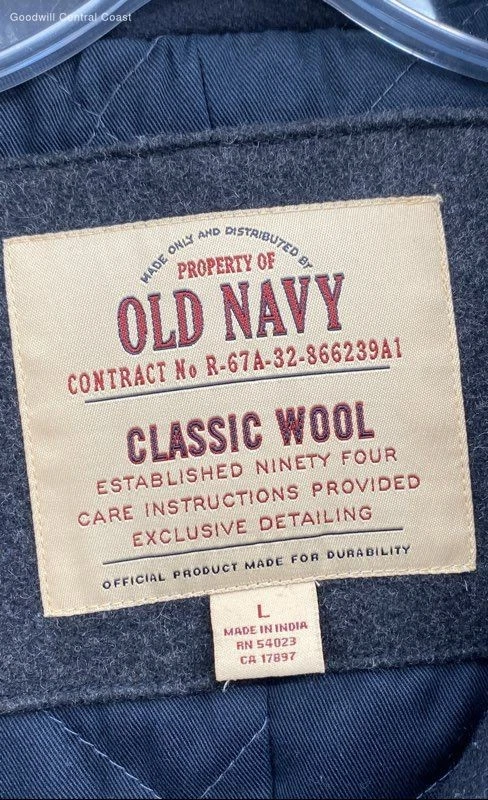 Goodwill Central Coast
MADE ONLY AND DISTRIBUTED BY
PROPERTY OF
OLD NAVY
CONTRACT No R-67A-32-866239A1
CLASSIC WOOL
ESTABLISHED NINETY FOUR
CARE INSTRUCTIONS PROVIDED
EXCLUSIVE DETAILING
OFFICIAL PRODUCT MADE FOR DURABILITY
L
MADE IN INDIA
RN 54023
CA 17897